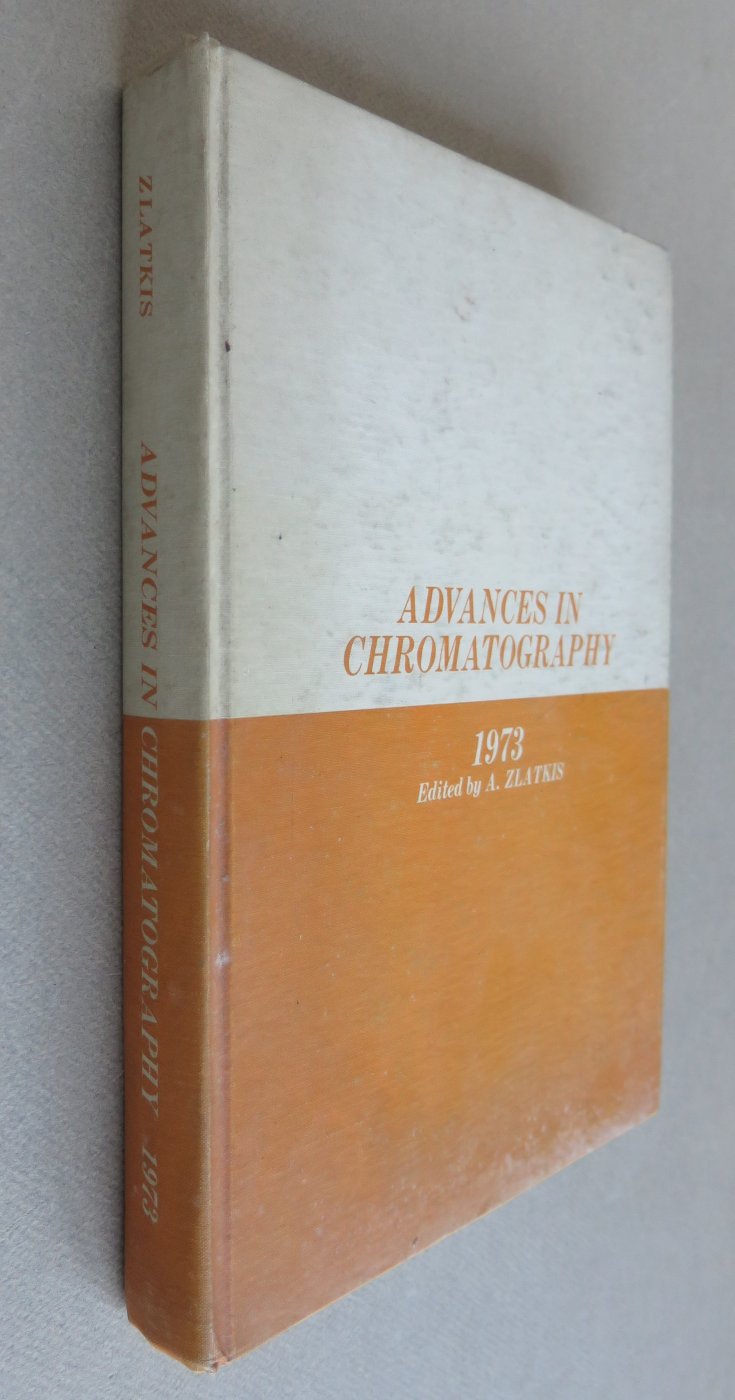 ZLATKIS
ADVANCES IN CHROMATOGRAPHY 1973
ADVANCES IN
CHROMATOGRAPHY
1973
Edited by A. ZLATKIS